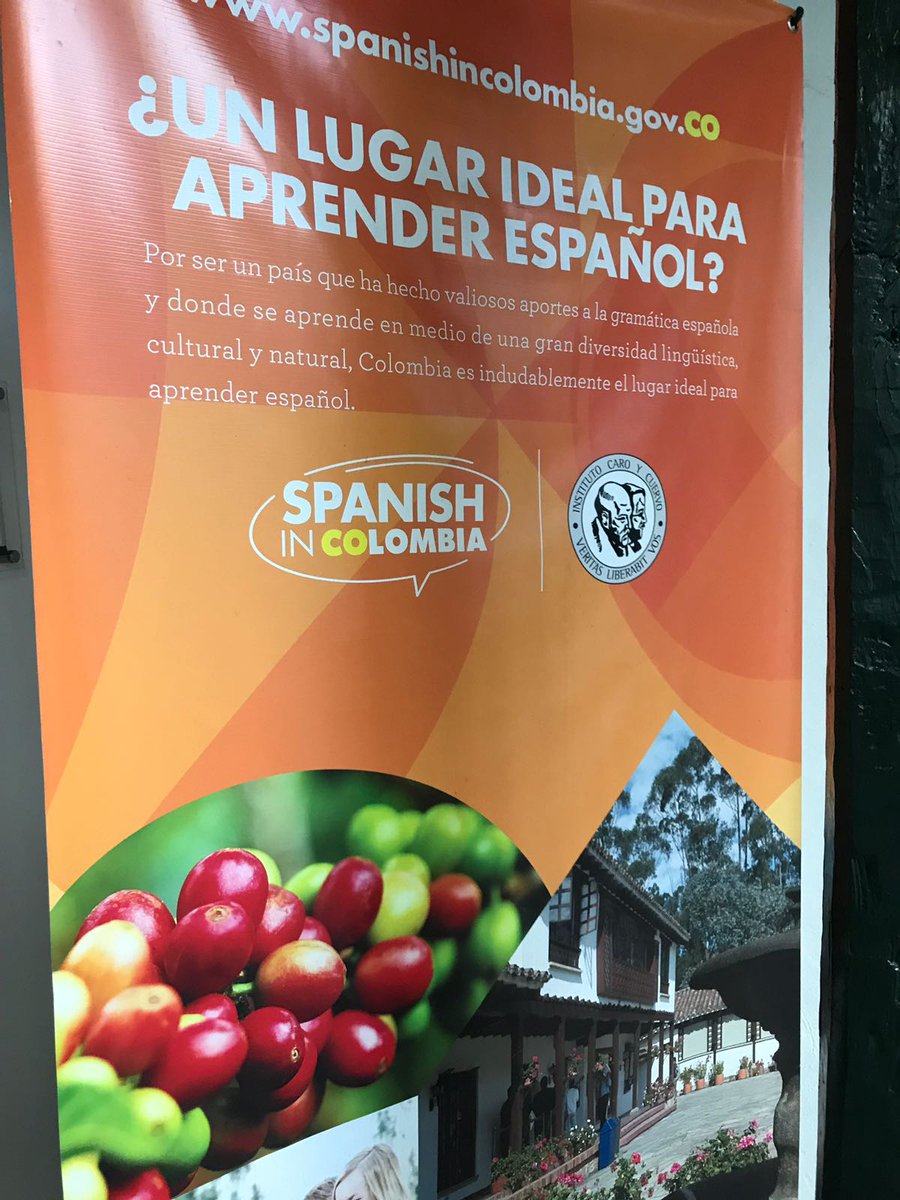 www.spanishincolombia.gov.co
¿UN LUGAR IDEAL PARA
APRENDER ESPAÑOL?
Por ser un país que ha hecho valiosos aportes a la gramática española
y donde se aprende en medio de una gran diversidad lingüística,
cultural y natural, Colombia es indudablemente el lugar ideal para
aprender español.
SPANISH
IN COLOMBIA
INSTITUTO CARO Y CUERVO
VERITAS LIBERABIT VOS